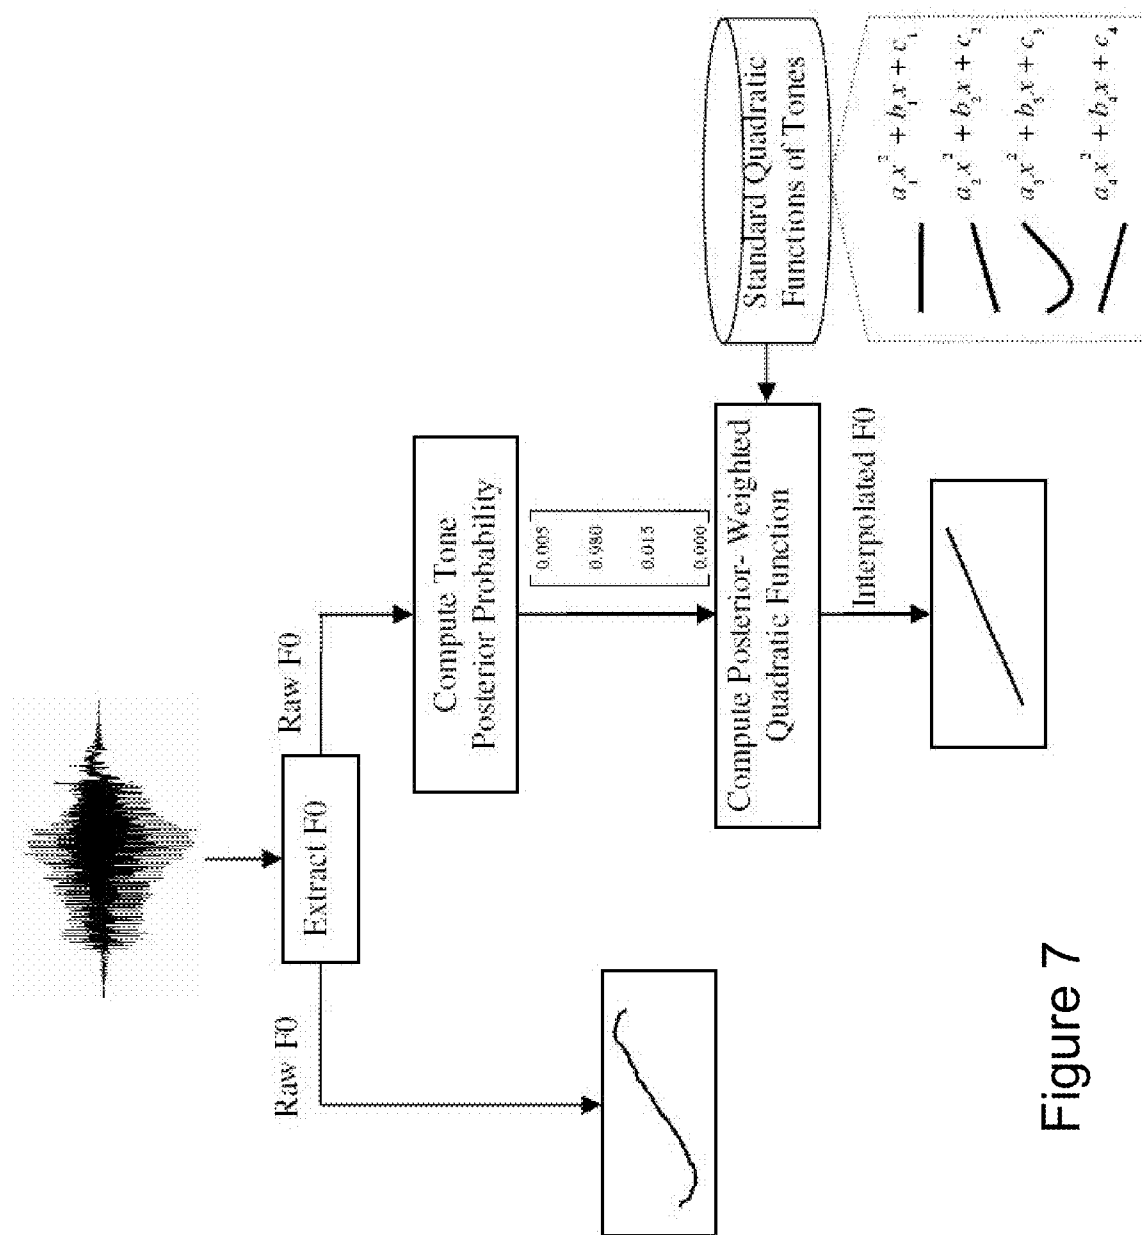 Extract F0
Raw F0
Raw F0
Compute Tone
Posterior Probability
0.005
0.980
0.015
0.000
Compute Posterior- Weighted
Quadratic Function
Standard Quadratic
Functions of Tones
a₁x² + b₁x + c₁
a₂x² + b₂x + c₂
a₃x² + b₃x + c₃
a₄x² + b₄x + c₄
Interpolated F0
Figure 7